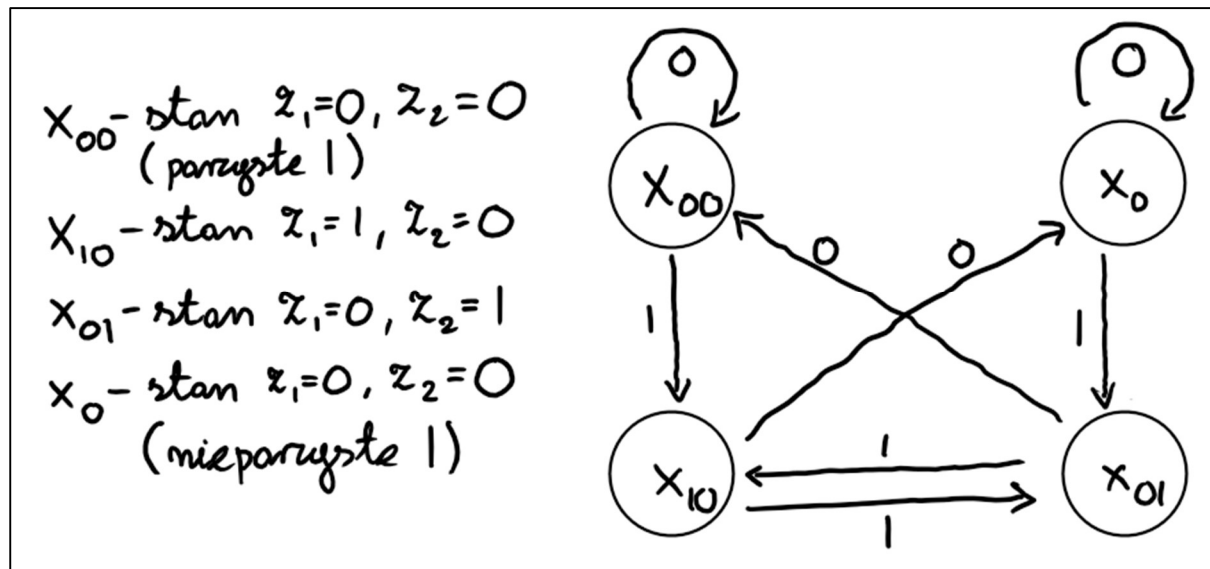 X₀₀ - stan z₁=0, z₂=0
(parzyste 1)
X₁₀ - stan z₁=1, z₂=0
X₀₁ - stan z₁=0, z₂=1
X₀ - stan z₁=0, z₂=0
(nieparzyste 1)
0
0
X₀₀
X₀
0
0
1
1
1
X₁₀
X₀₁
1